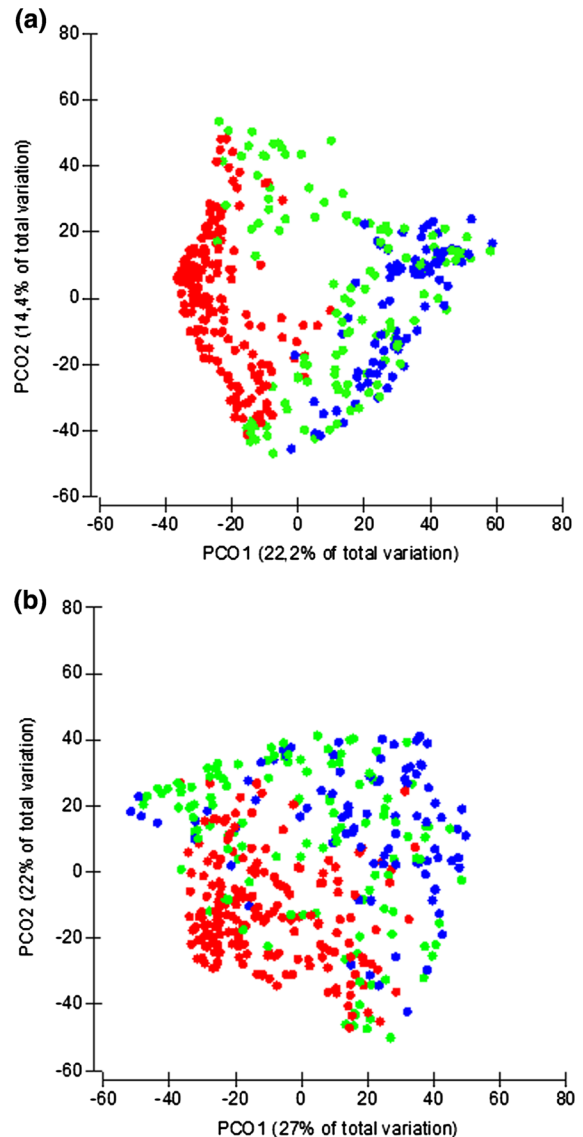 (a)
80
60
40
20
0
-20
-40
-60
PCO2 (14,4% of total variation)
-60 -40 -20 0 20 40 60 80
PCO1 (22,2% of total variation)
(b)
80
60
40
20
0
-20
-40
-60
PCO2 (22% of total variation)
-60 -40 -20 0 20 40 60 80
PCO1 (27% of total variation)